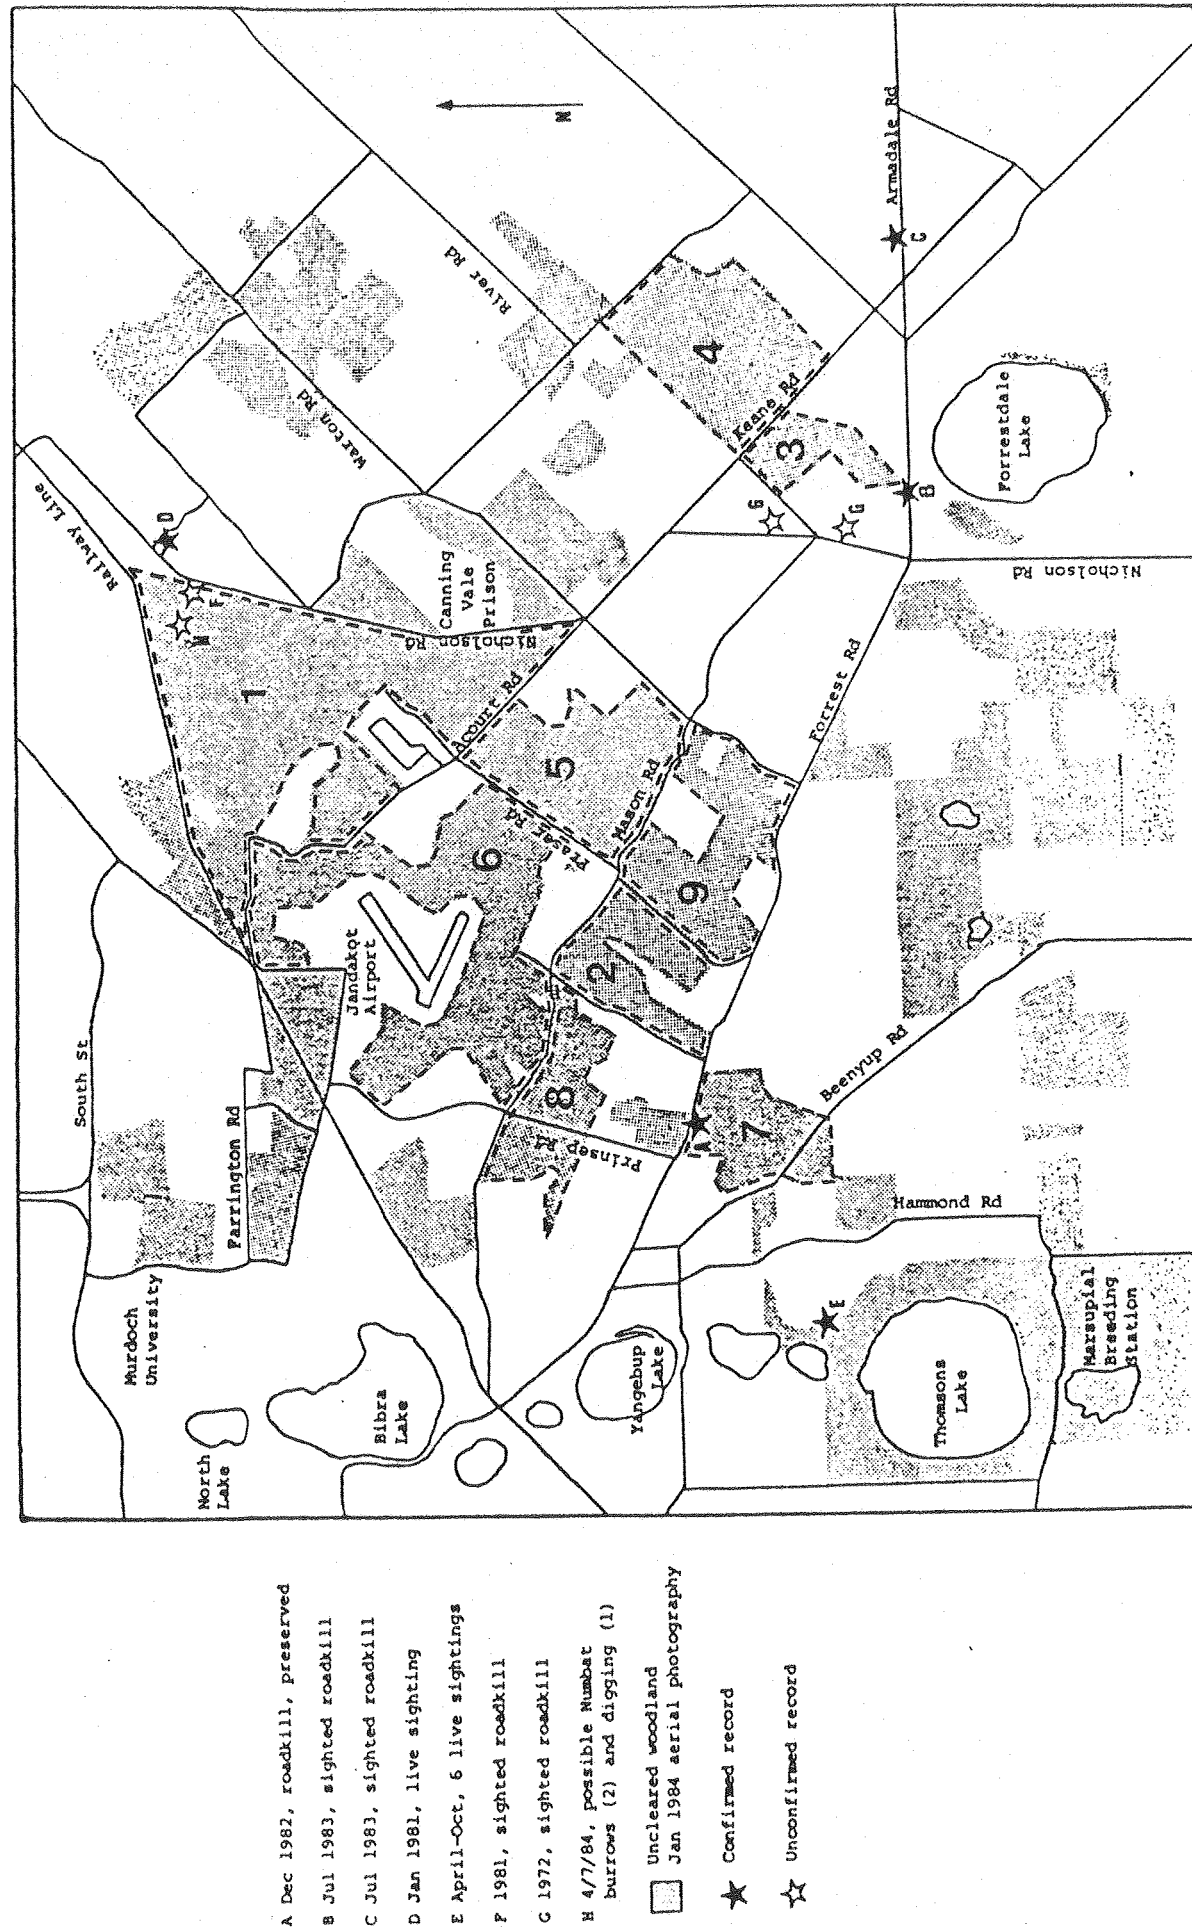 South St
Railway Line
Murdoch
University
Farrington Rd
North
Lake
Bibra
Lake
Jandakot
Airport
Nicholson Rd
Canning
Vale
Prison
Warton Rd
River Rd
N
D
F
H
1
Acourt Rd
6
Fraser Rd
5
Mason Rd
9
2
8
Prinsep Rd
A
7
Forrest Rd
Beenyup Rd
Hammond Rd
Yangebup
Lake
E
Thomsons
Lake
Marsupial
Breeding
Station
4
Keane Rd
3
G
G
B
C
Armadale Rd
Forrestdale
Lake
Nicholson Rd
A Dec 1982, roadkill, preserved
B Jul 1983, sighted roadkill
C Jul 1983, sighted roadkill
D Jan 1981, live sighting
E April-Oct, 6 live sightings
F 1981, sighted roadkill
G 1972, sighted roadkill
H 4/7/84, possible Numbat
burrows (2) and digging (1)
Uncleared woodland
Jan 1984 aerial photography
Confirmed record
Unconfirmed record